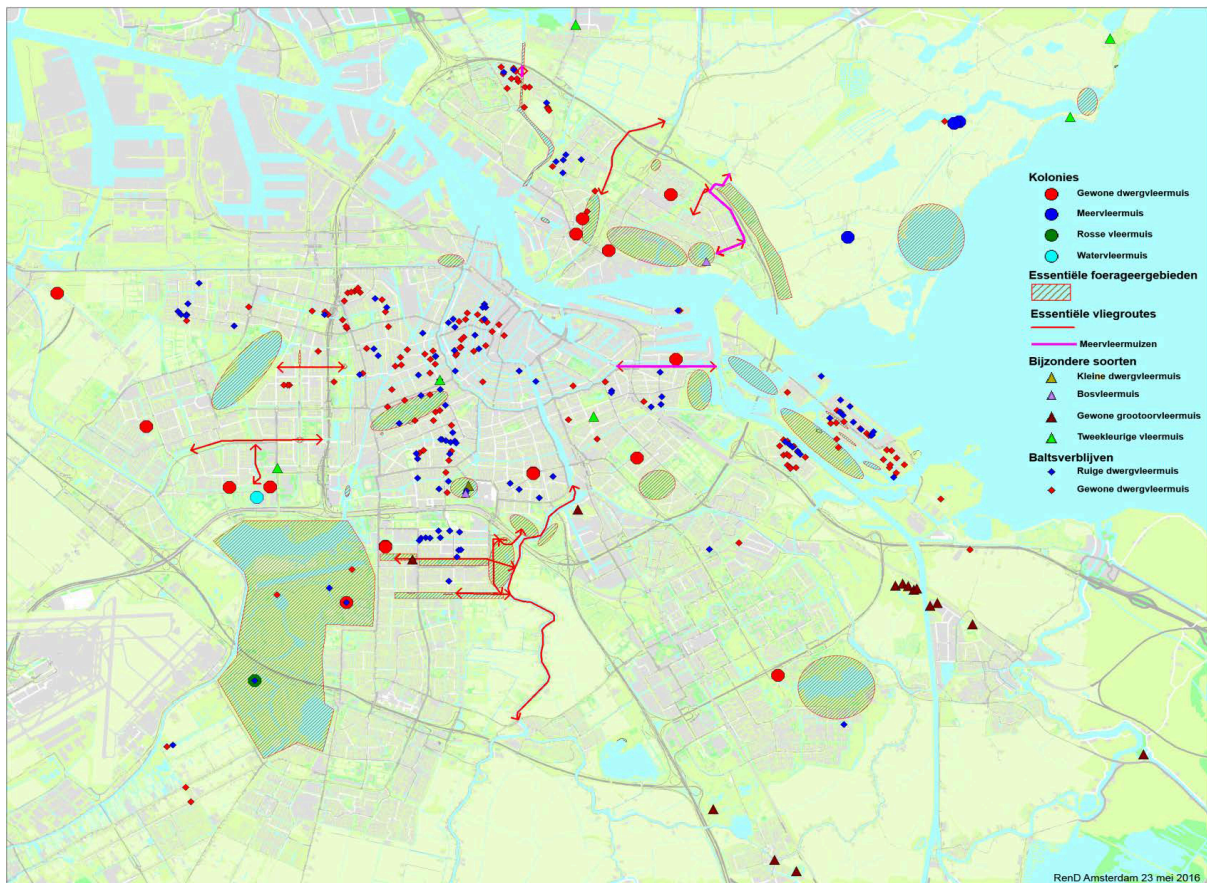 Kolonies
Gewone dwergvleermuis
Meervleermuis
Rosse vleermuis
Watervleermuis
Essentiële foerageergebieden
Essentiële vliegroutes
Meervleermuizen
Bijzondere soorten
Kleine dwergvleermuis
Bosvleermuis
Gewone grootoorvleermuis
Tweekleurige vleermuis
Baltsverblijven
Ruige dwergvleermuis
Gewone dwergvleermuis
RenD Amsterdam 23 mei 2016